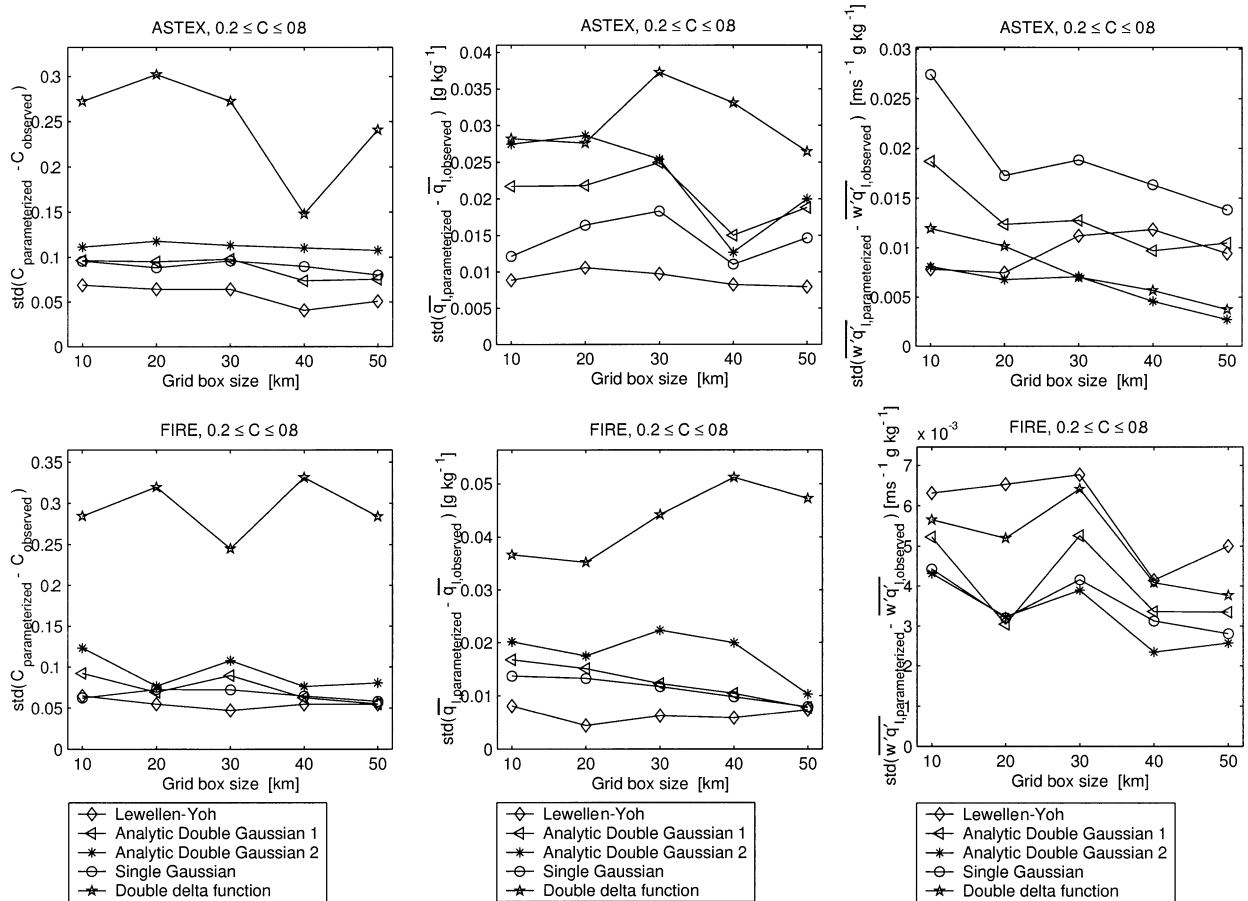 ASTEX, 0.2 ≤ C ≤ 08
std(C parameterized - C observed)
0.3
0.25
0.2
0.15
0.1
0.05
0
10 20 30 40 50
Grid box size [km]
ASTEX, 0.2 ≤ C ≤ 08
std(q l,parameterized - q l,observed) [g kg-1]
0.04
0.035
0.03
0.025
0.02
0.015
0.01
0.005
0
10 20 30 40 50
Grid box size [km]
ASTEX, 0.2 ≤ C ≤ 08
std(w'q' l,parameterized - w'q' l,observed) [ms-1 g kg-1]
0.03
0.025
0.02
0.015
0.01
0.005
0
10 20 30 40 50
Grid box size [km]
FIRE, 0.2 ≤ C ≤ 08
std(C parameterized - C observed)
0.35
0.3
0.25
0.2
0.15
0.1
0.05
0
10 20 30 40 50
Grid box size [km]
FIRE, 0.2 ≤ C ≤ 08
std(q l,parameterized - q l,observed) [g kg-1]
0.05
0.04
0.03
0.02
0.01
0
10 20 30 40 50
Grid box size [km]
FIRE, 0.2 ≤ C ≤ 08
x 10-3
std(w'q' l,parameterized - w'q' l,observed) [ms-1 g kg-1]
7
6
5
4
3
2
1
0
10 20 30 40 50
Grid box size [km]
Lewellen-Yoh
Analytic Double Gaussian 1
Analytic Double Gaussian 2
Single Gaussian
Double delta function
Lewellen-Yoh
Analytic Double Gaussian 1
Analytic Double Gaussian 2
Single Gaussian
Double delta function
Lewellen-Yoh
Analytic Double Gaussian 1
Analytic Double Gaussian 2
Single Gaussian
Double delta function